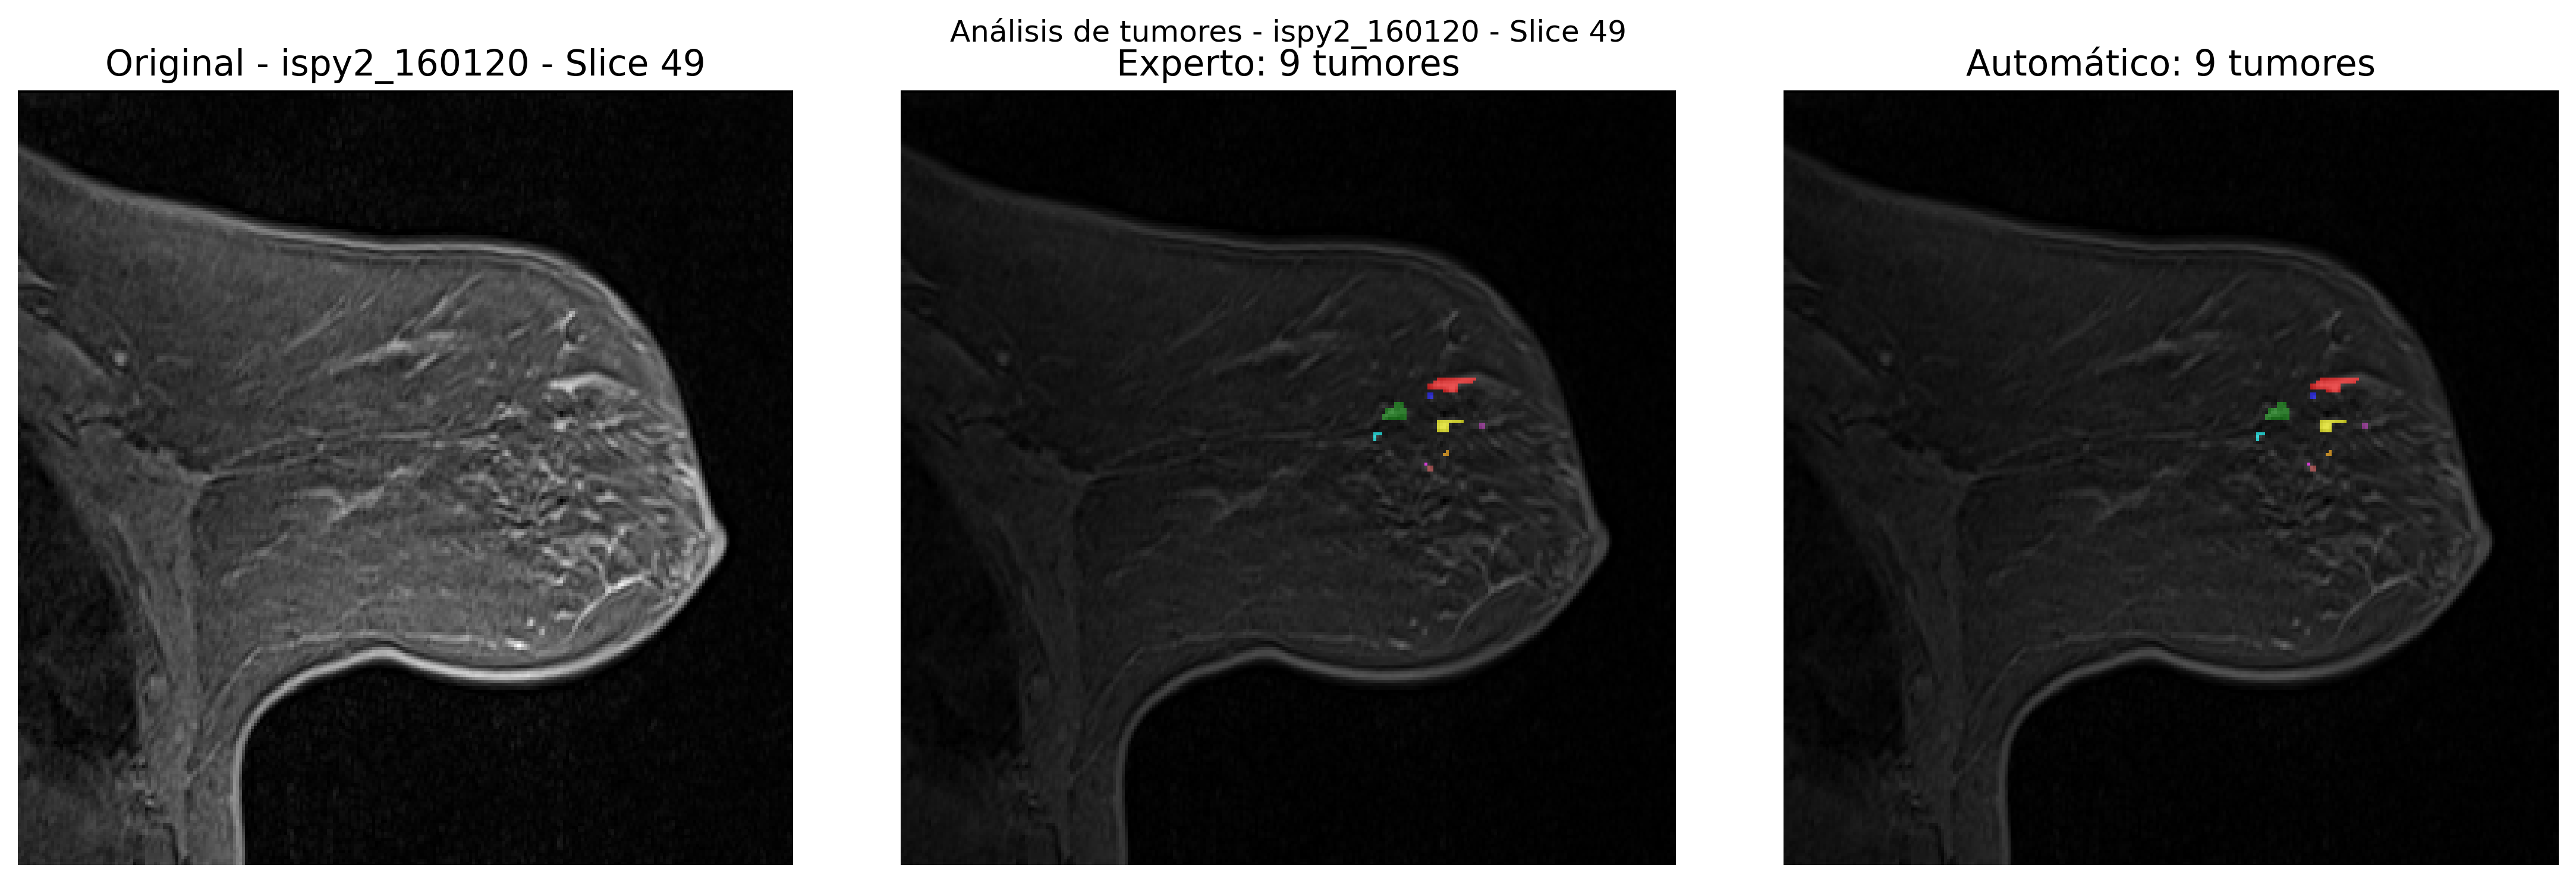 Análisis de tumores - ispy2_160120 - Slice 49
Original - ispy2_160120 - Slice 49
Experto: 9 tumores
Automático: 9 tumores